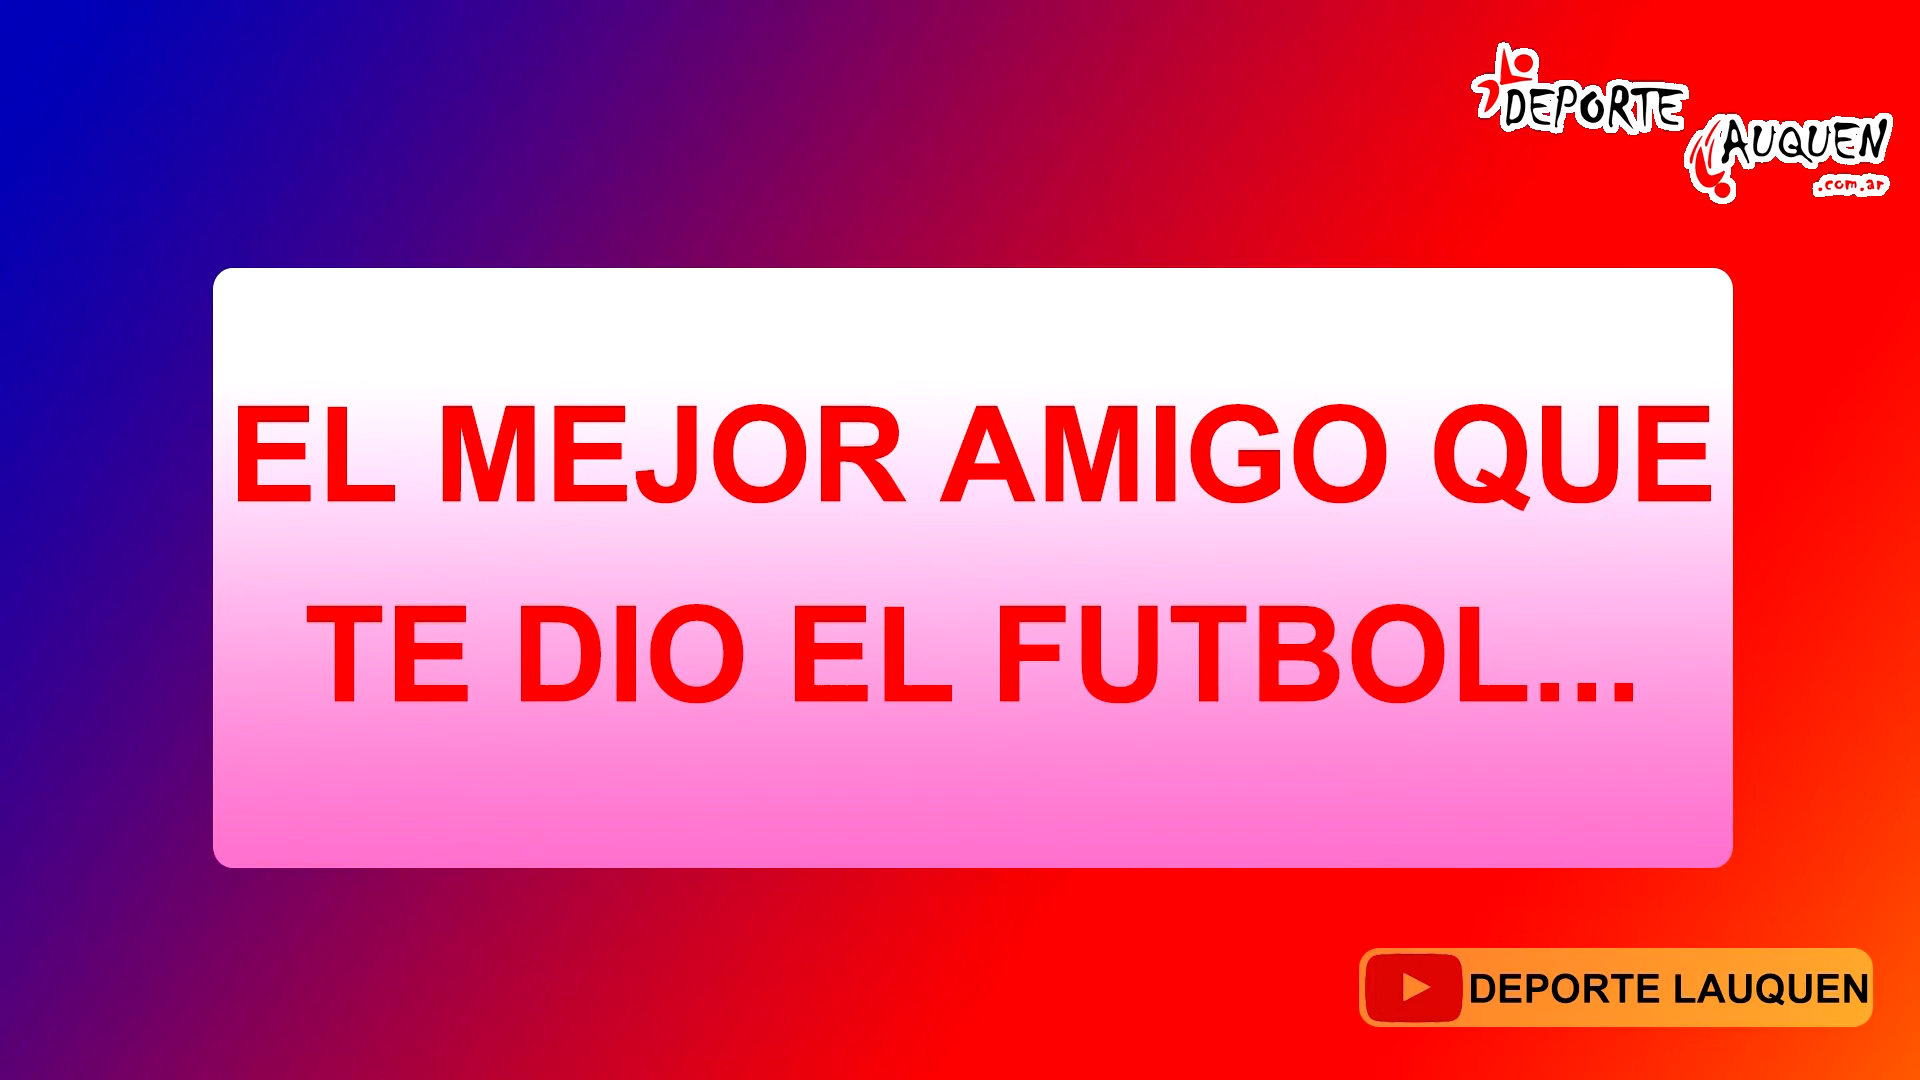 DEPORTE
LAUQUEN
.com.ar
EL MEJOR AMIGO QUE
TE DIO EL FUTBOL...
DEPORTE LAUQUEN